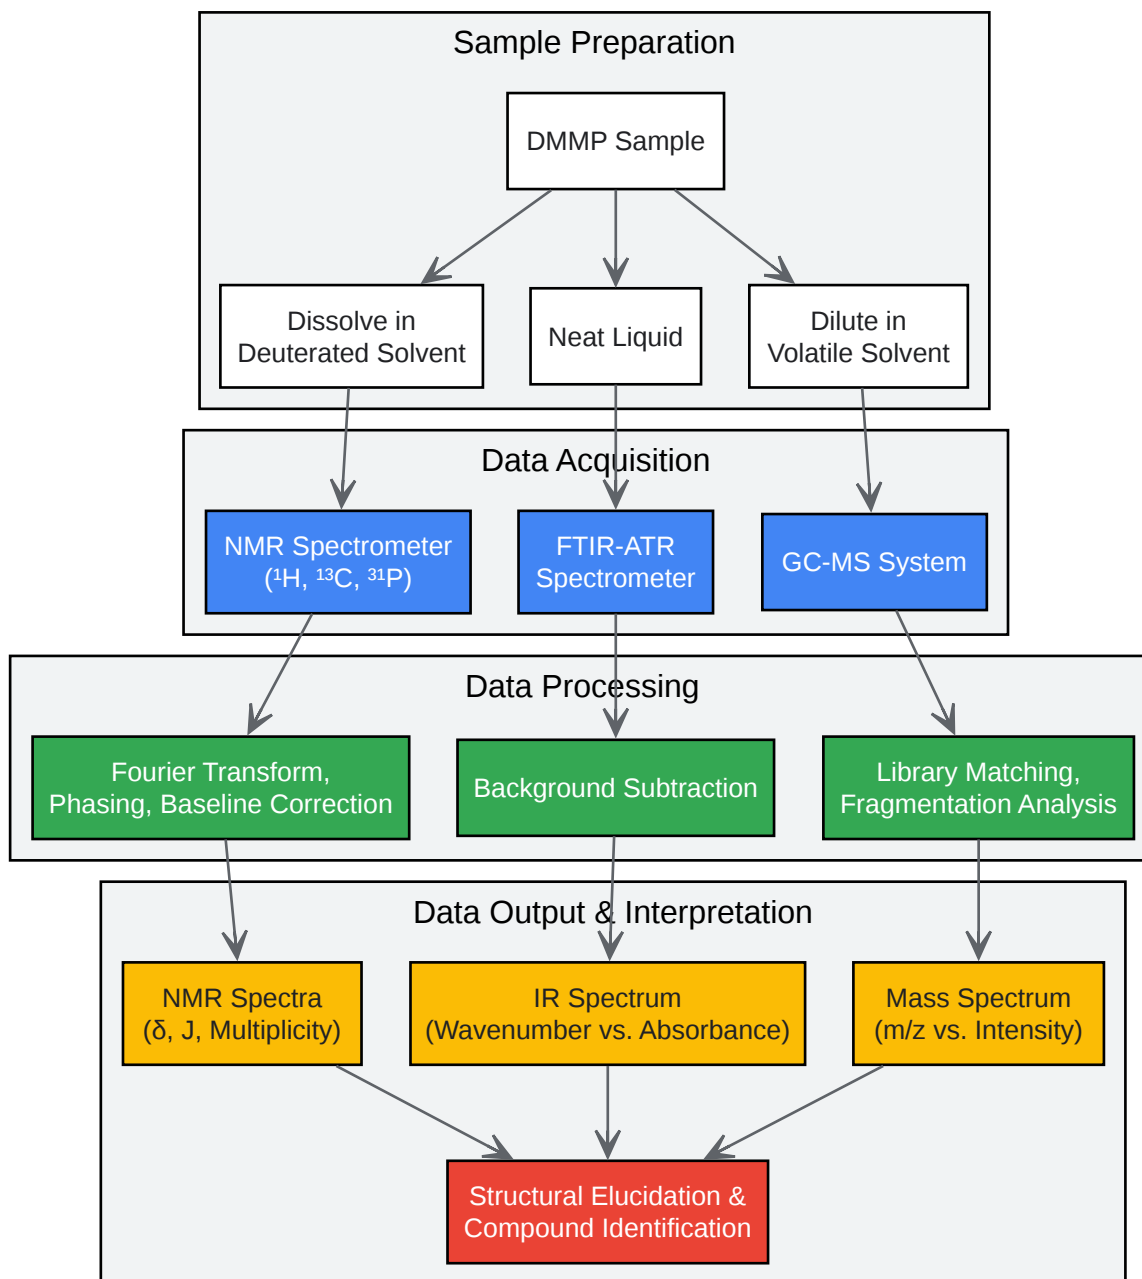 Sample Preparation
DMMP Sample
Dissolve in
Deuterated Solvent
Neat Liquid
Dilute in
Volatile Solvent
Data Acquisition
NMR Spectrometer
(¹H, ¹³C, ³¹P)
FTIR-ATR
Spectrometer
GC-MS System
Data Processing
Fourier Transform,
Phasing, Baseline Correction
Background Subtraction
Library Matching,
Fragmentation Analysis
Data Output & Interpretation
NMR Spectra
(δ, J, Multiplicity)
IR Spectrum
(Wavenumber vs. Absorbance)
Mass Spectrum
(m/z vs. Intensity)
Structural Elucidation &
Compound Identification